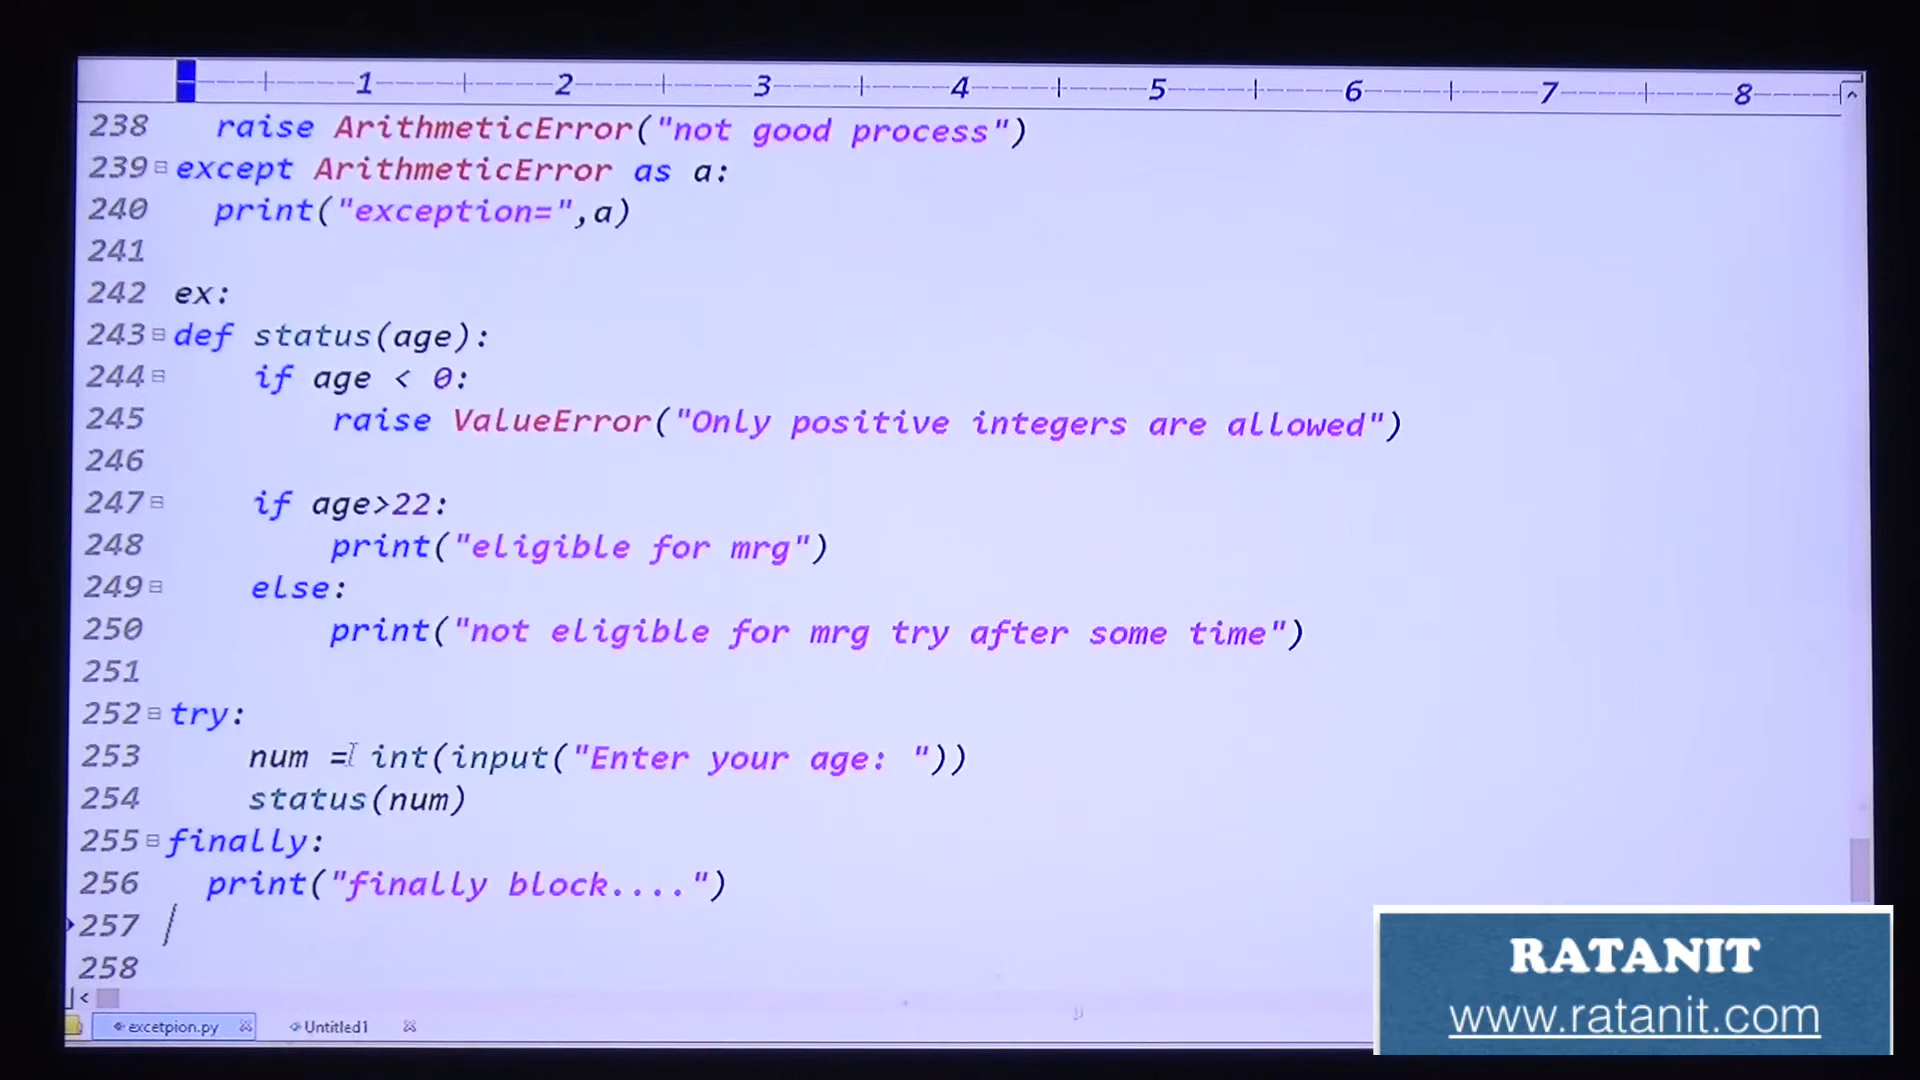 1 2 3 4 5 6 7 8
238 raise ArithmeticError("not good process")
239 except ArithmeticError as a:
240 print("exception=",a)
241
242 ex:
243 def status(age):
244 if age < 0:
245 raise ValueError("Only positive integers are allowed")
246
247 if age>22:
248 print("eligible for mrg")
249 else:
250 print("not eligible for mrg try after some time")
251
252 try:
253 num = int(input("Enter your age: "))
254 status(num)
255 finally:
256 print("finally block....")
257
258
excetpion.py Untitled1
RATANIT
www.ratanit.com